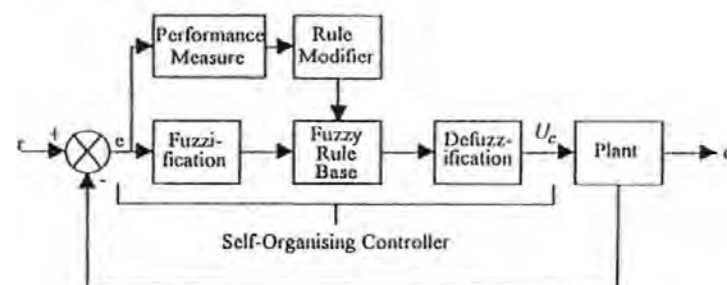 Performance
Measure
Rule
Modifier
r
+
e
Fuzzi-
fication
Fuzzy
Rule
Base
Defuzz-
ification
U_c
Plant
-
Self-Organising Controller